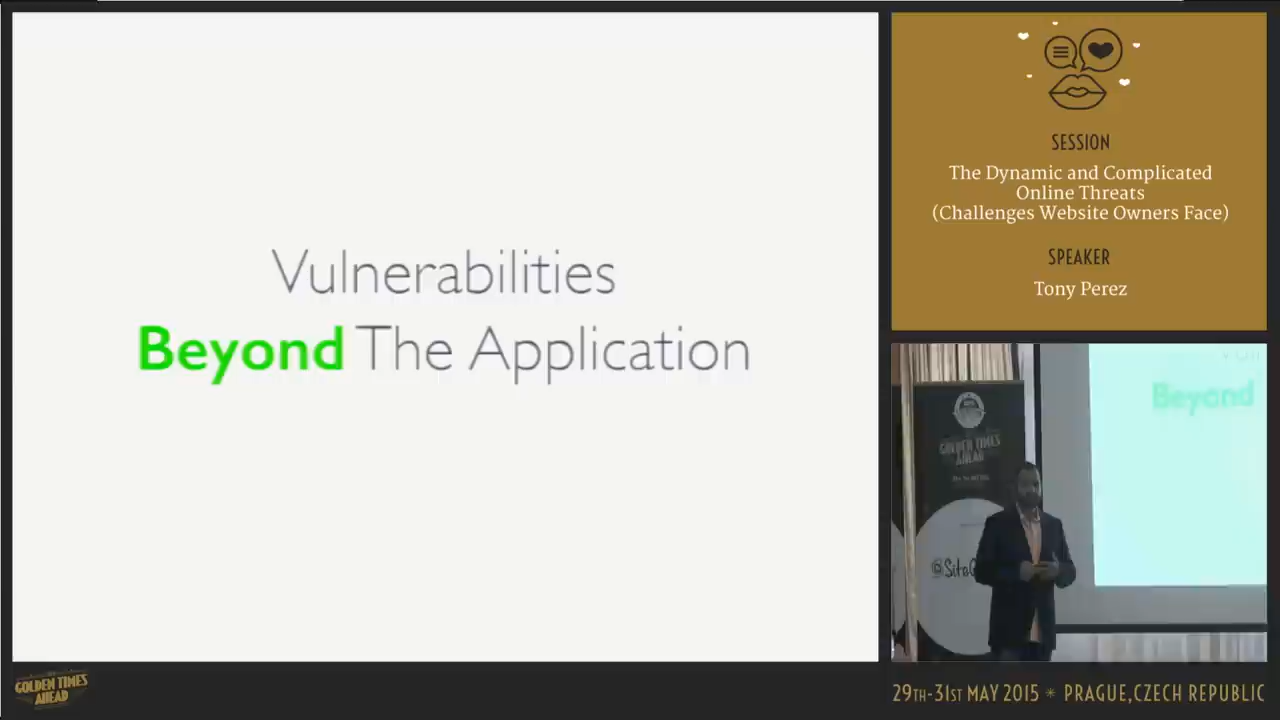 Vulnerabilities
Beyond The Application
SESSION
The Dynamic and Complicated
Online Threats
(Challenges Website Owners Face)
SPEAKER
Tony Perez
Beyond
GOLDEN TIMES
AHEAD
GOLDEN TIMES
AHEAD
29TH-31ST MAY 2015 * PRAGUE,CZECH REPUBLIC